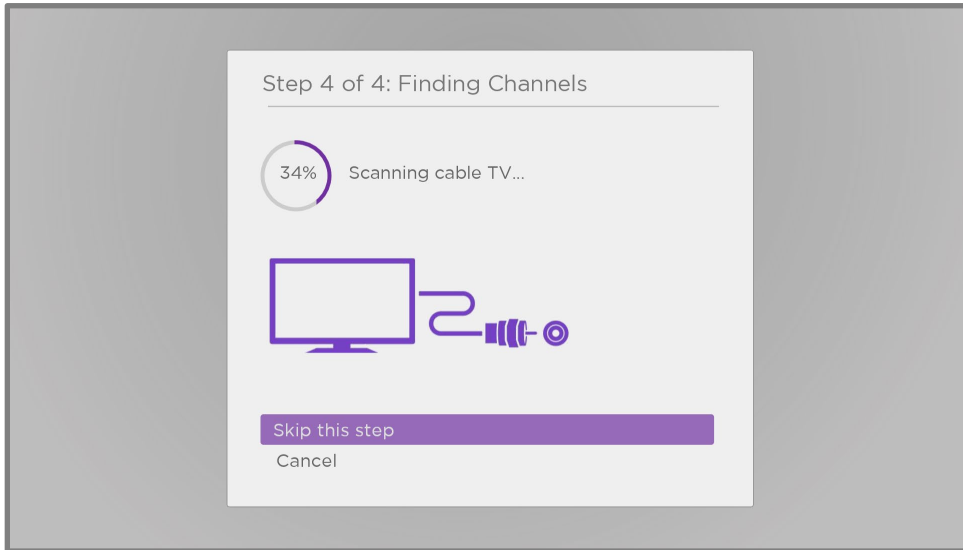 Step 4 of 4: Finding Channels
34%
Scanning cable TV...
Skip this step
Cancel